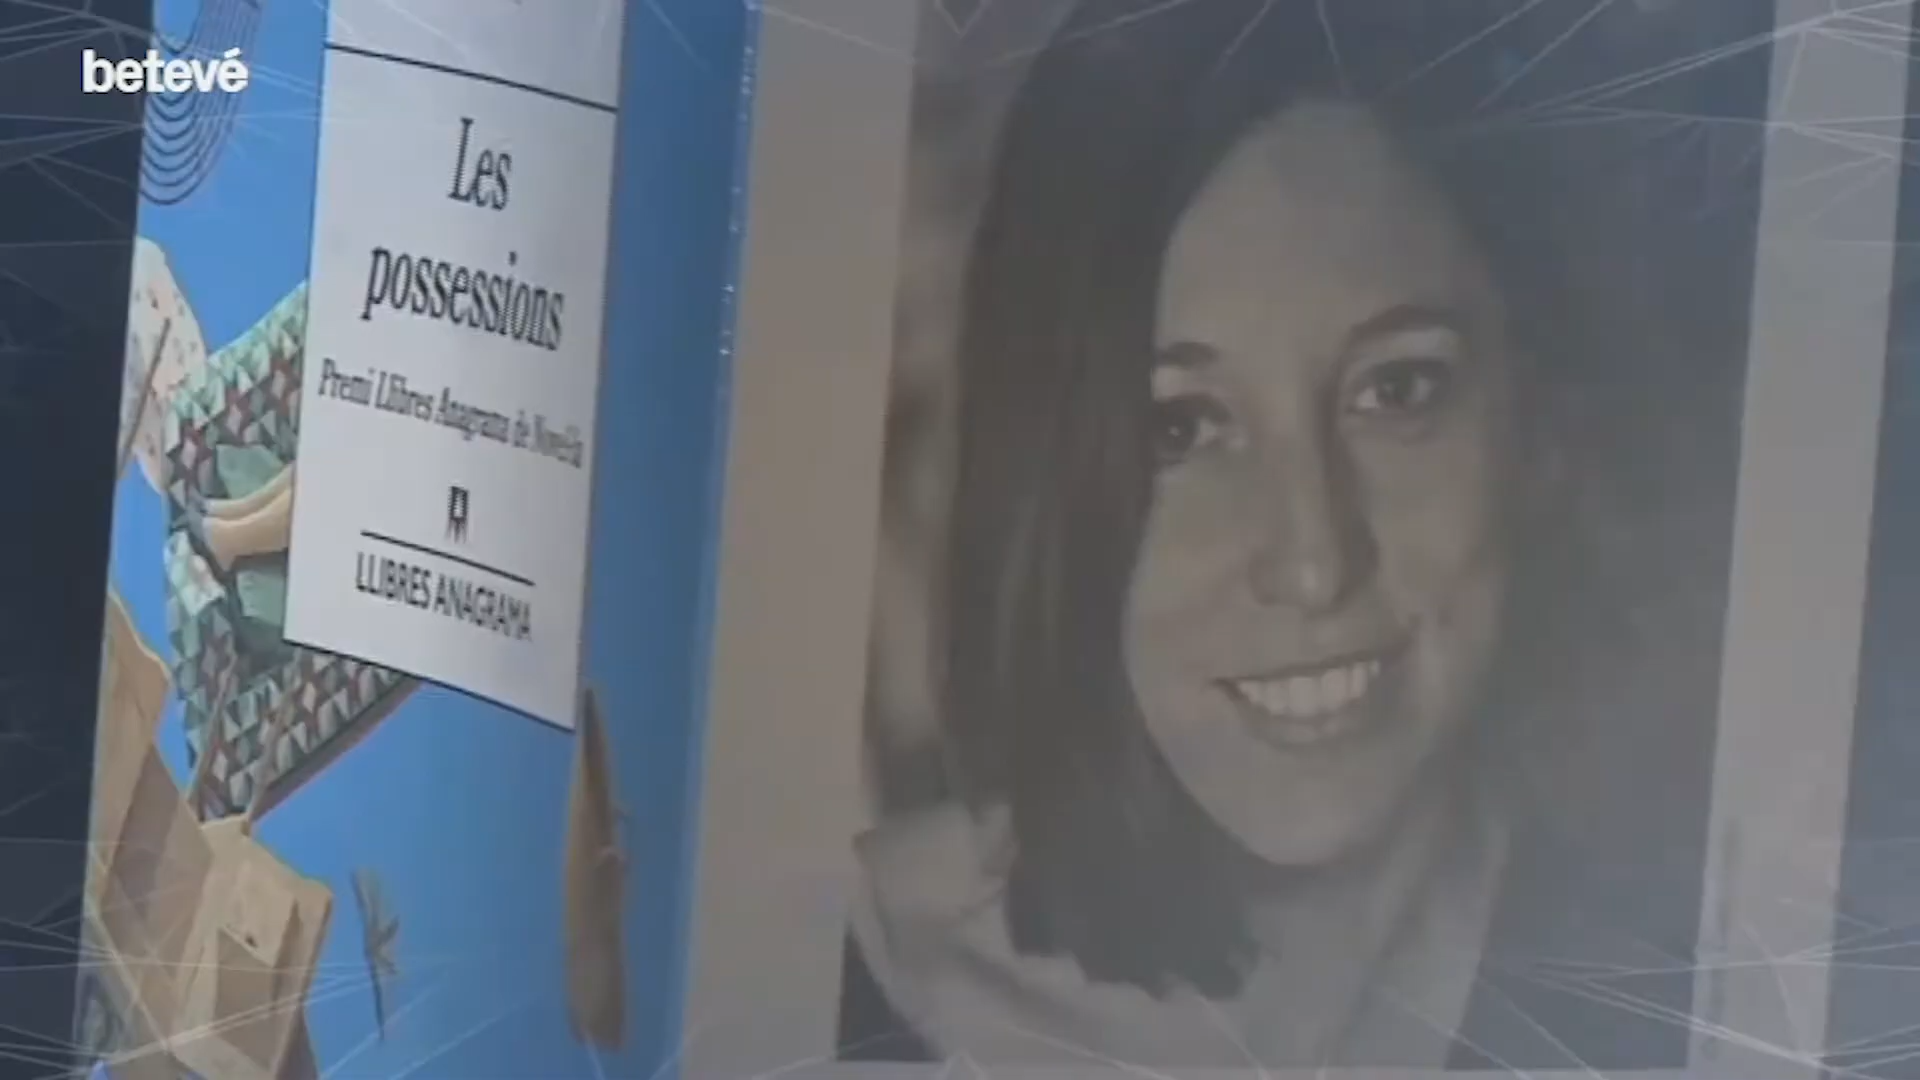 betevé
Les
possessions
Premi Llibres Anagrama de Novel·la
LLIBRES ANAGRAMA